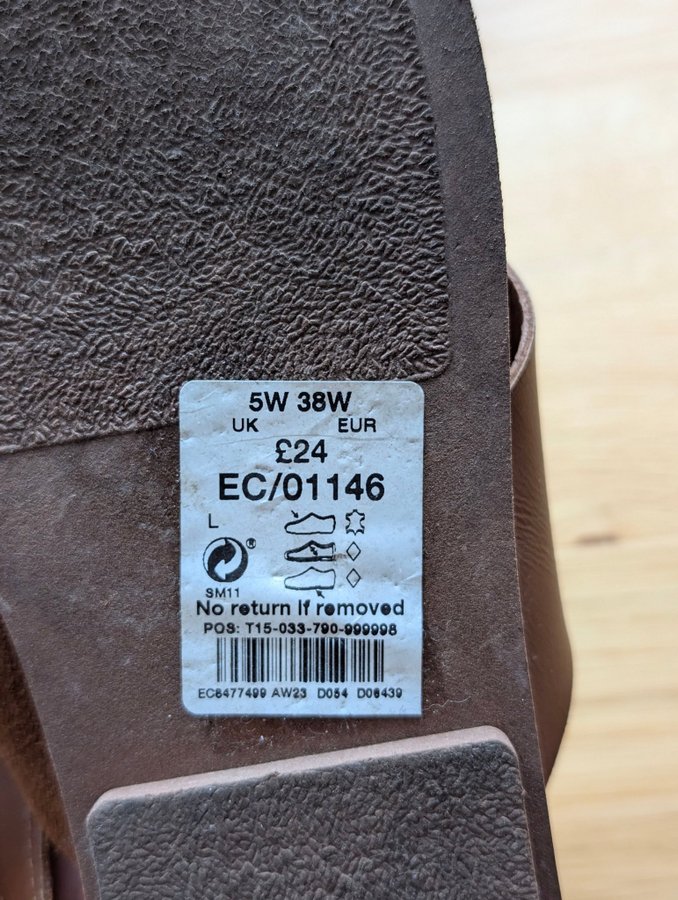 5W 38W
UK EUR
£24
EC/01146
L
®
SM11
No return If removed
POS: T15-033-790-999998
EC6477499 AW23 D054 D06439